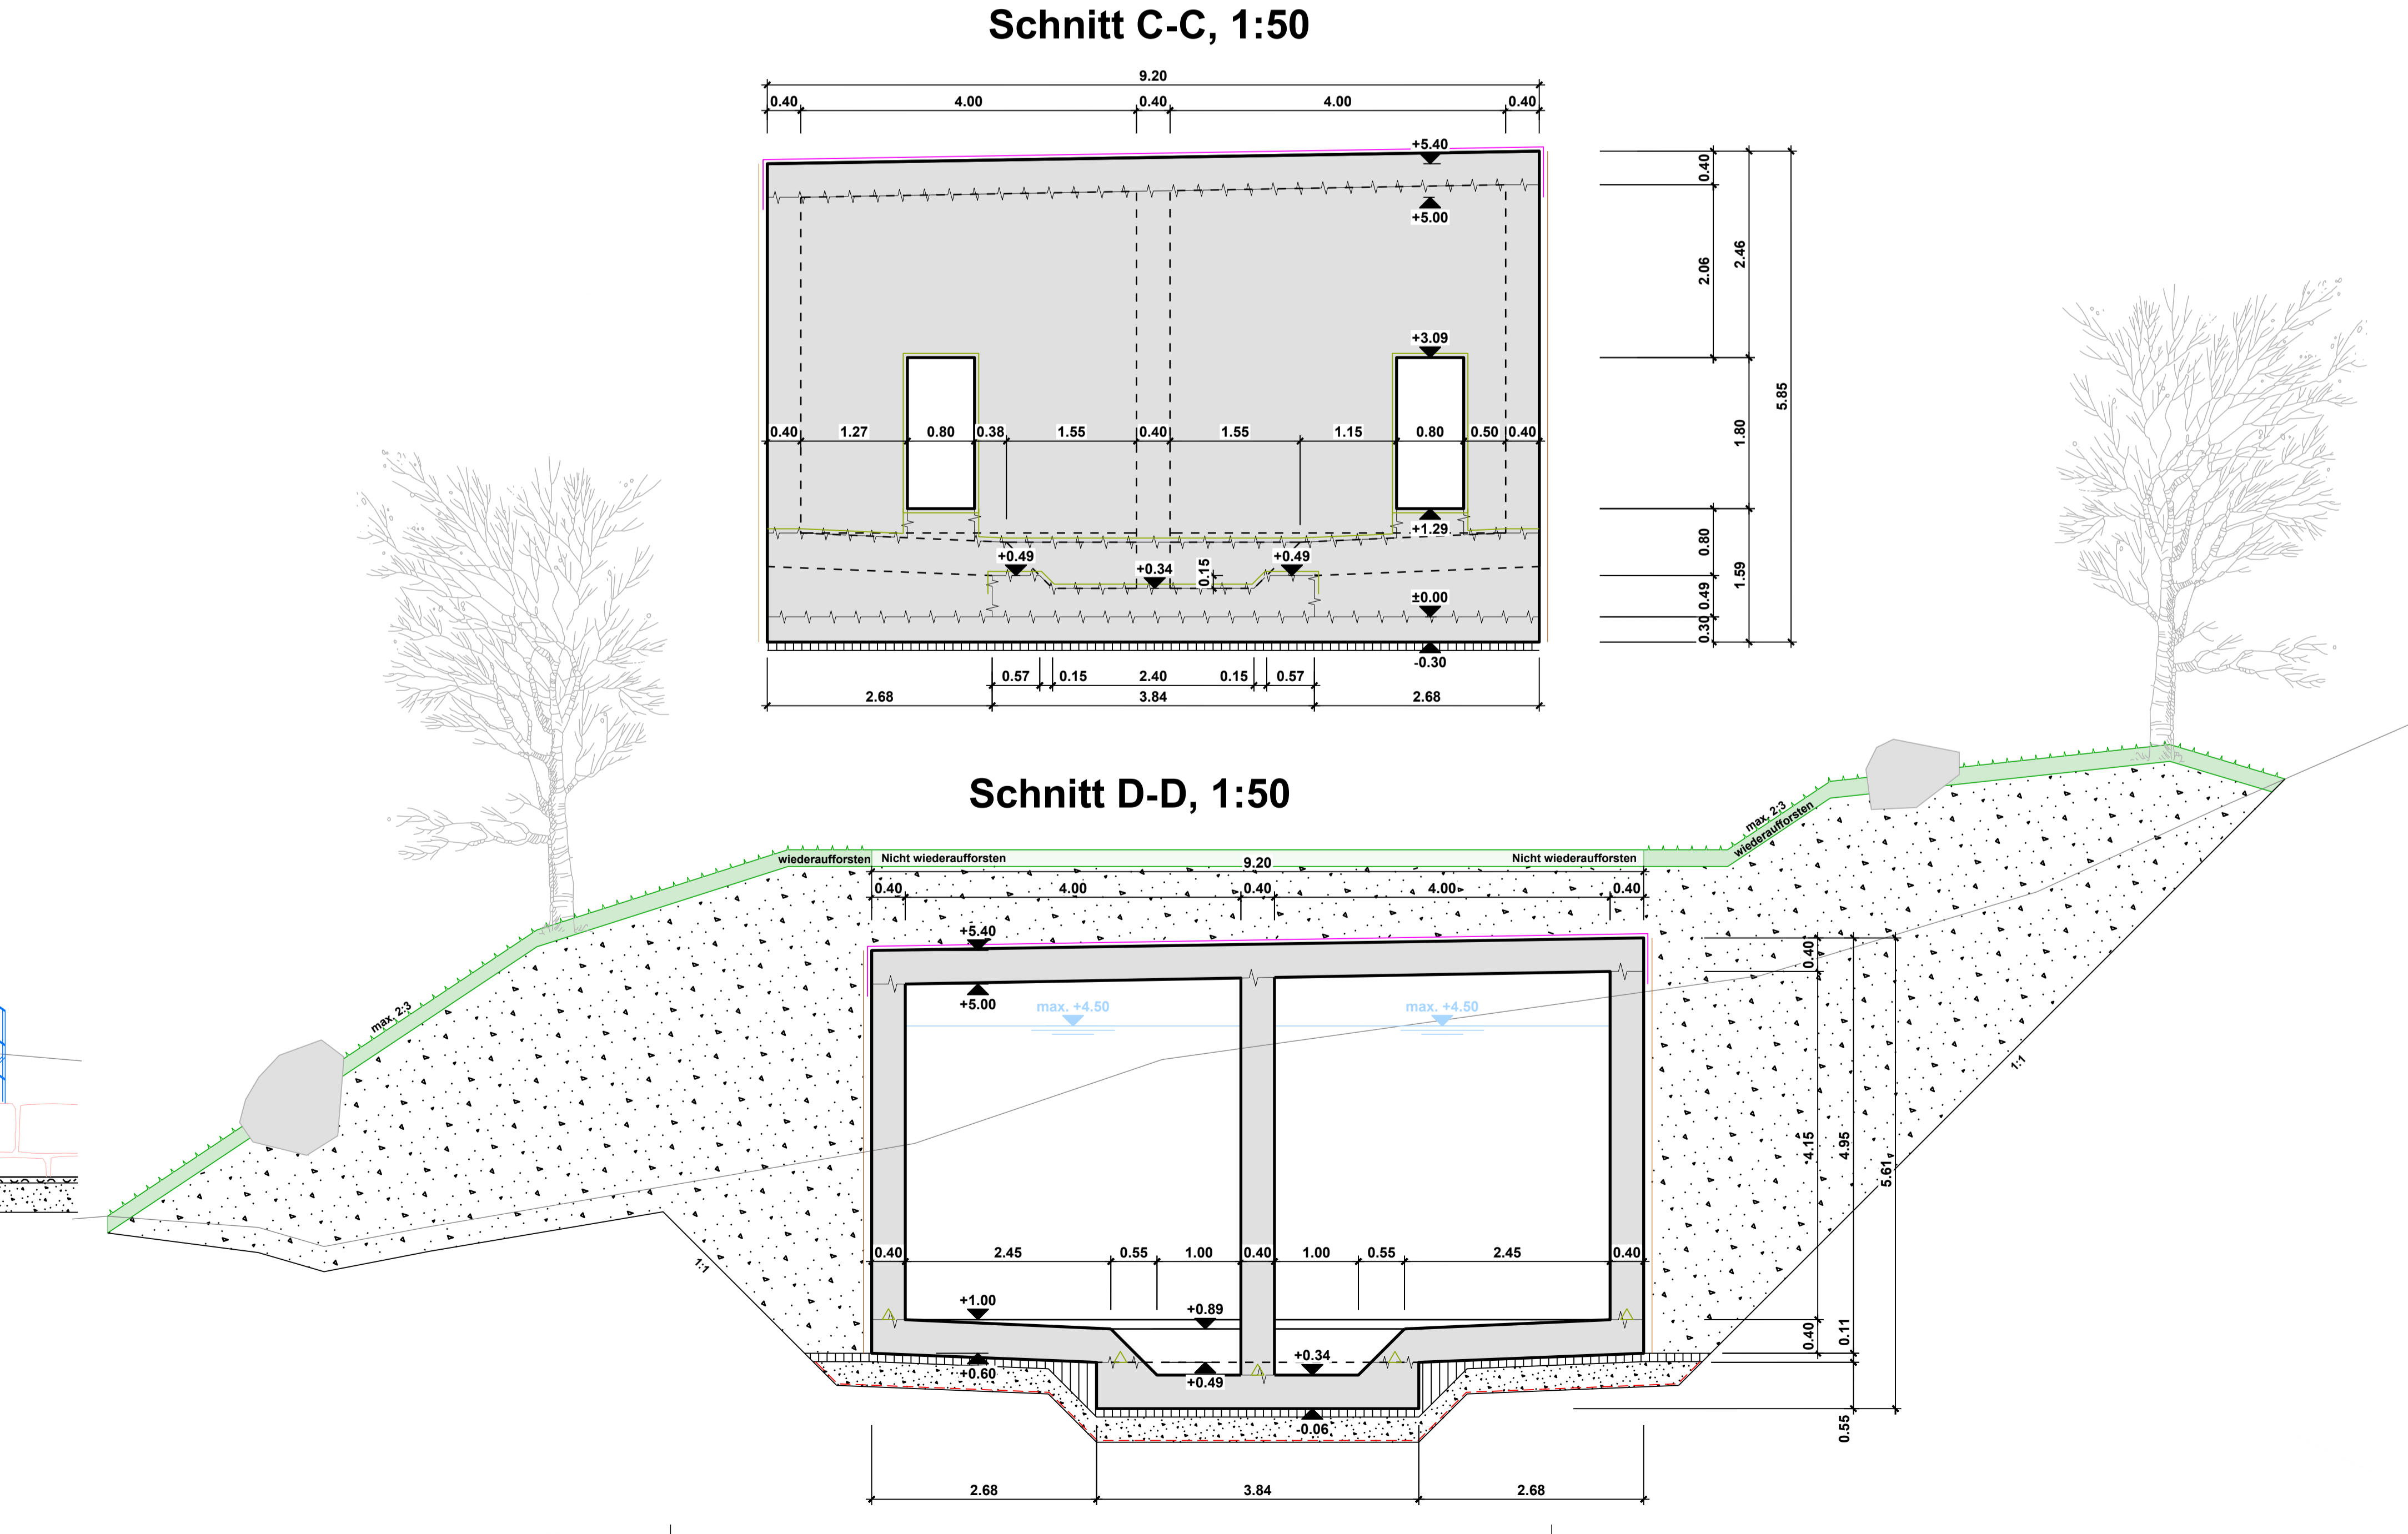 Schnitt C-C, 1:50
9.20
0.40 4.00 0.40 4.00 0.40
+5.40
0.40
+5.00
2.46
2.06
+3.09
5.85
0.40 1.27 0.80 0.38 1.55 0.40 1.55 1.15 0.80 0.50 0.40
1.80
+1.29
0.80
+0.49 +0.34 0.15 +0.49
1.59
0.49
±0.00
0.30
-0.30
0.57 0.15 2.40 0.15 0.57
2.68 3.84 2.68
Schnitt D-D, 1:50
max. 2:3
wiederaufforsten
wiederaufforsten Nicht wiederaufforsten Nicht wiederaufforsten
9.20
0.40 4.00 0.40 4.00 0.40
+5.40
0.40
+5.00
max. +4.50 max. +4.50
max. 2:3
1:1
4.15 4.95 5.61
0.40 2.45 0.55 1.00 0.40 1.00 0.55 2.45 0.40
1:1
+1.00 +0.89
0.40 0.11
+0.34
+0.60 +0.49
-0.06
0.55
2.68 3.84 2.68